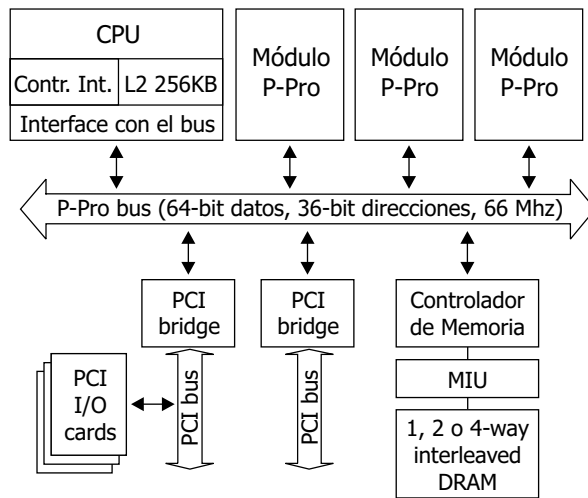 CPU
Contr. Int.
L2 256KB
Interface con el bus
Módulo
P-Pro
Módulo
P-Pro
Módulo
P-Pro
P-Pro bus (64-bit datos, 36-bit direcciones, 66 Mhz)
PCI
bridge
PCI
bridge
Controlador
de Memoria
PCI
I/O
cards
PCI bus
PCI bus
MIU
1, 2 o 4-way
interleaved
DRAM